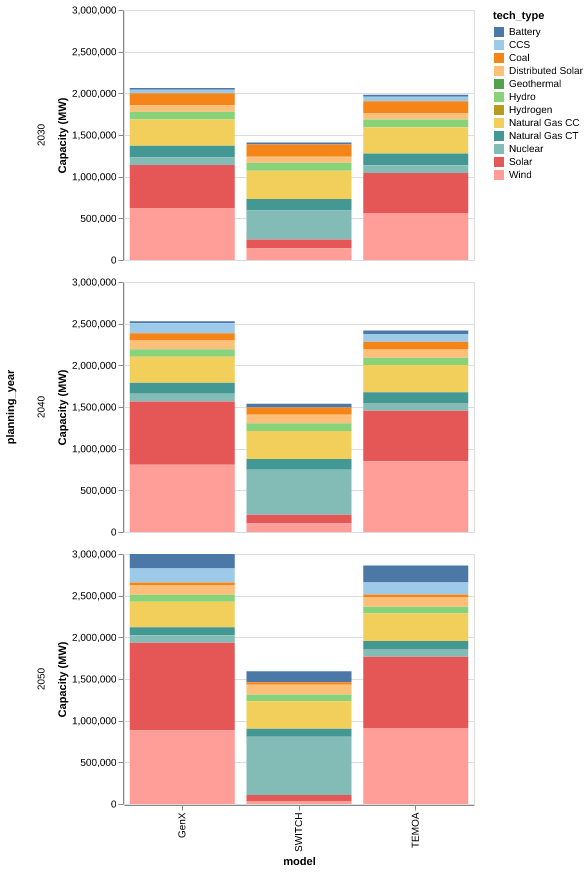 tech_type
Battery
CCS
Coal
Distributed Solar
Geothermal
Hydro
Hydrogen
Natural Gas CC
Natural Gas CT
Nuclear
Solar
Wind
planning_year
2030
Capacity (MW)
3,000,000
2,500,000
2,000,000
1,500,000
1,000,000
500,000
0
2040
Capacity (MW)
3,000,000
2,500,000
2,000,000
1,500,000
1,000,000
500,000
0
2050
Capacity (MW)
3,000,000
2,500,000
2,000,000
1,500,000
1,000,000
500,000
0
GenX
SWITCH
TEMOA
model